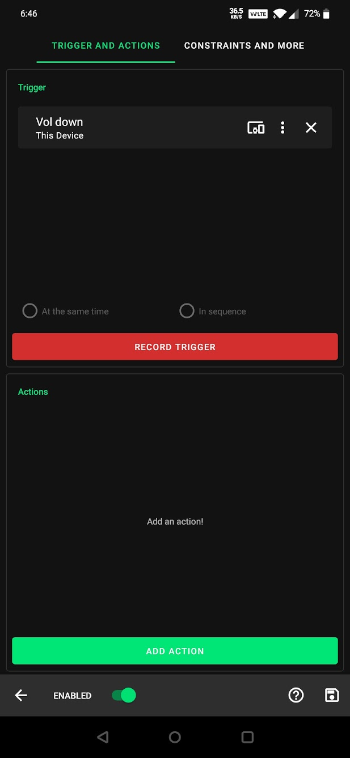 6:46
36.5
KB/S
VoLTE
72%
TRIGGER AND ACTIONS
CONSTRAINTS AND MORE
Trigger
Vol down
This Device
At the same time
In sequence
RECORD TRIGGER
Actions
Add an action!
ADD ACTION
ENABLED